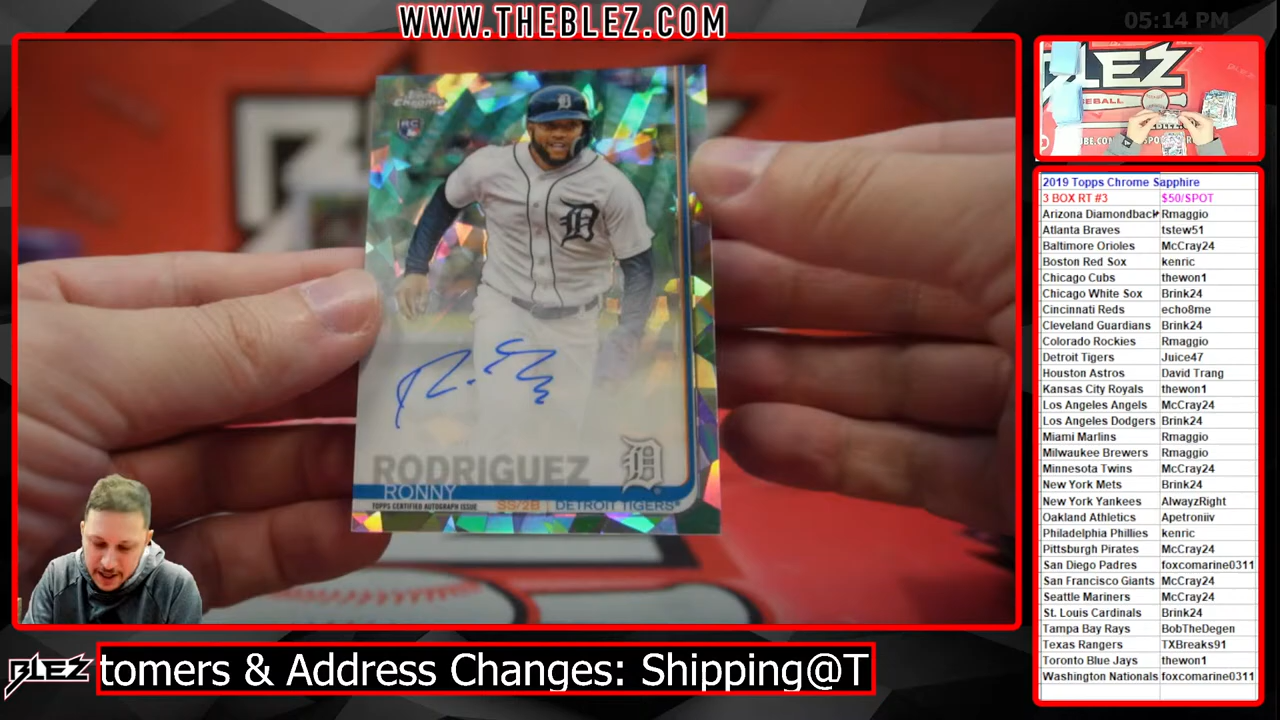 WWW.THEBLEZ.COM
05:14 PM
Chrome
RC
RODRIGUEZ
RONNY
TOPPS CERTIFIED AUTOGRAPH ISSUE
SS/2B | DETROIT TIGERS
LEZ
BASEBALL
2019 Topps Chrome Sapphire
3 BOX RT #3 $50/SPOT
Arizona Diamondback Rmaggio
Atlanta Braves tstew51
Baltimore Orioles McCray24
Boston Red Sox kenric
Chicago Cubs thewon1
Chicago White Sox Brink24
Cincinnati Reds echo8me
Cleveland Guardians Brink24
Colorado Rockies Rmaggio
Detroit Tigers Juice47
Houston Astros David Trang
Kansas City Royals thewon1
Los Angeles Angels McCray24
Los Angeles Dodgers Brink24
Miami Marlins Rmaggio
Milwaukee Brewers Rmaggio
Minnesota Twins McCray24
New York Mets Brink24
New York Yankees AlwayzRight
Oakland Athletics Apetroniiv
Philadelphia Phillies kenric
Pittsburgh Pirates McCray24
San Diego Padres foxcomarine0311
San Francisco Giants McCray24
Seattle Mariners McCray24
St. Louis Cardinals Brink24
Tampa Bay Rays BobTheDegen
Texas Rangers TXBreaks91
Toronto Blue Jays thewon1
Washington Nationals foxcomarine0311
BLEZ
tomers & Address Changes: Shipping@T